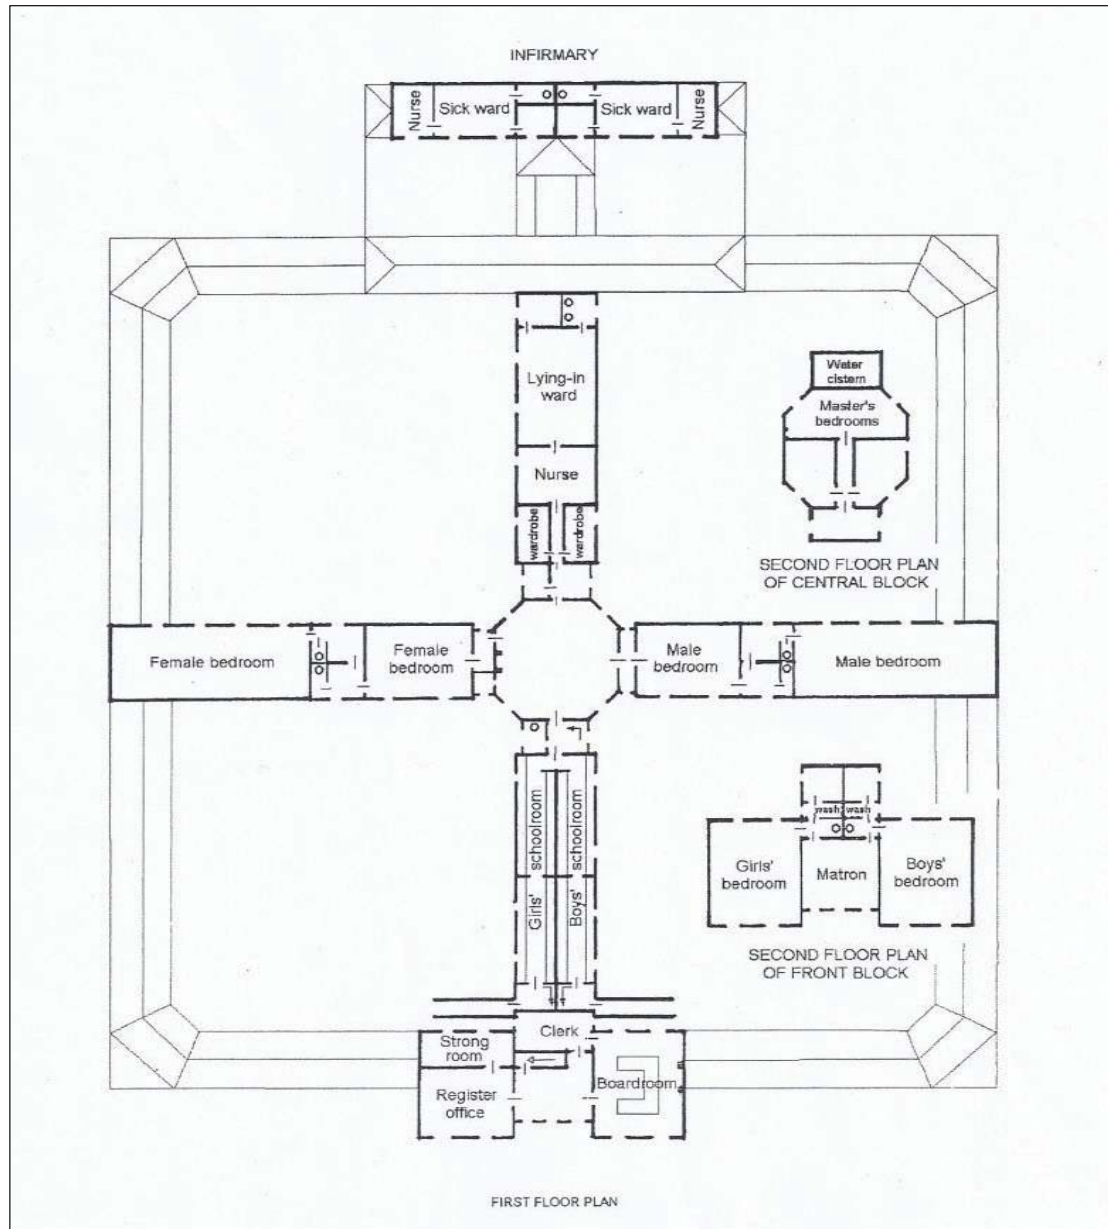 INFIRMARY
Nurse
Sick ward
Sick ward
Nurse
Lying-in
ward
Nurse
wardrobe
wardrobe
Water
cistern
Master's
bedrooms
SECOND FLOOR PLAN
OF CENTRAL BLOCK
Female bedroom
Female
bedroom
Male
bedroom
Male bedroom
Girls' schoolroom
Boys' schoolroom
wash
wash
Girls'
bedroom
Matron
Boys'
bedroom
SECOND FLOOR PLAN
OF FRONT BLOCK
Clerk
Strong
room
Register
office
Boardroom
FIRST FLOOR PLAN